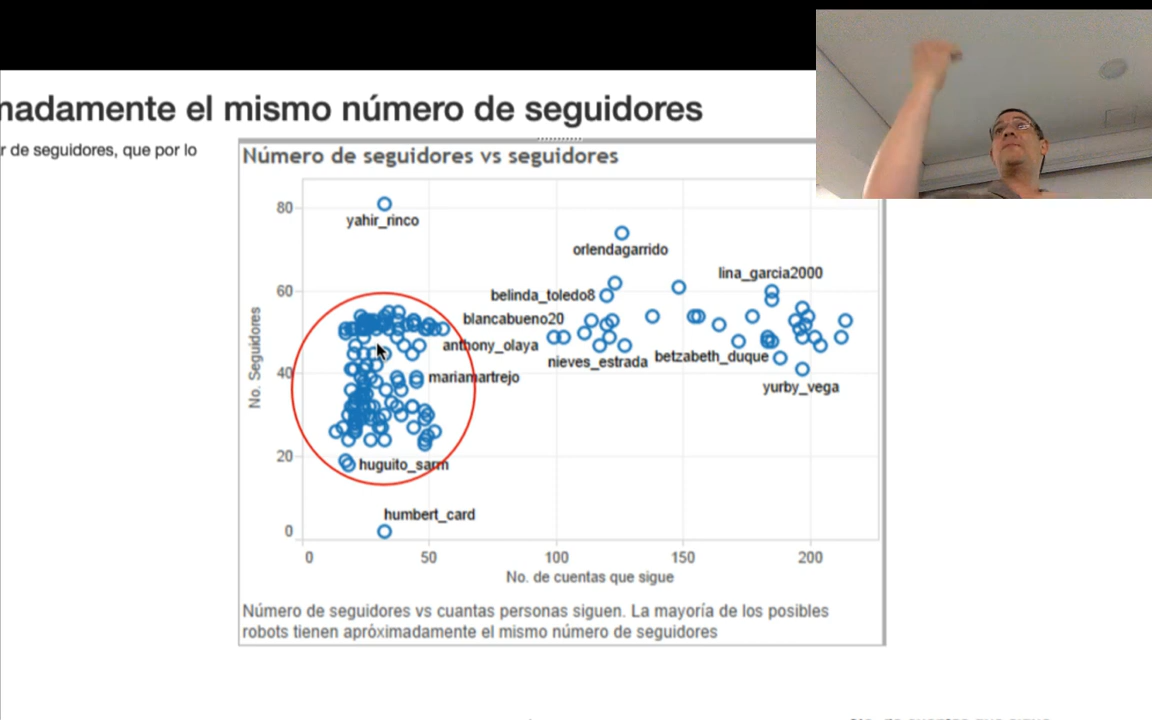 nadamente el mismo número de seguidores
r de seguidores, que por lo
Número de seguidores vs seguidores
80
yahir_rinco
orlendagarrido
lina_garcia2000
60
belinda_toledo8
blancabueno20
anthony_olaya
nieves_estrada
betzabeth_duque
40
mariamartrejo
yurby_vega
20
huguito_sarm
humbert_card
0
No. Seguidores
0 50 100 150 200
No. de cuentas que sigue
Número de seguidores vs cuantas personas siguen. La mayoría de los posibles
robots tienen apróximadamente el mismo número de seguidores